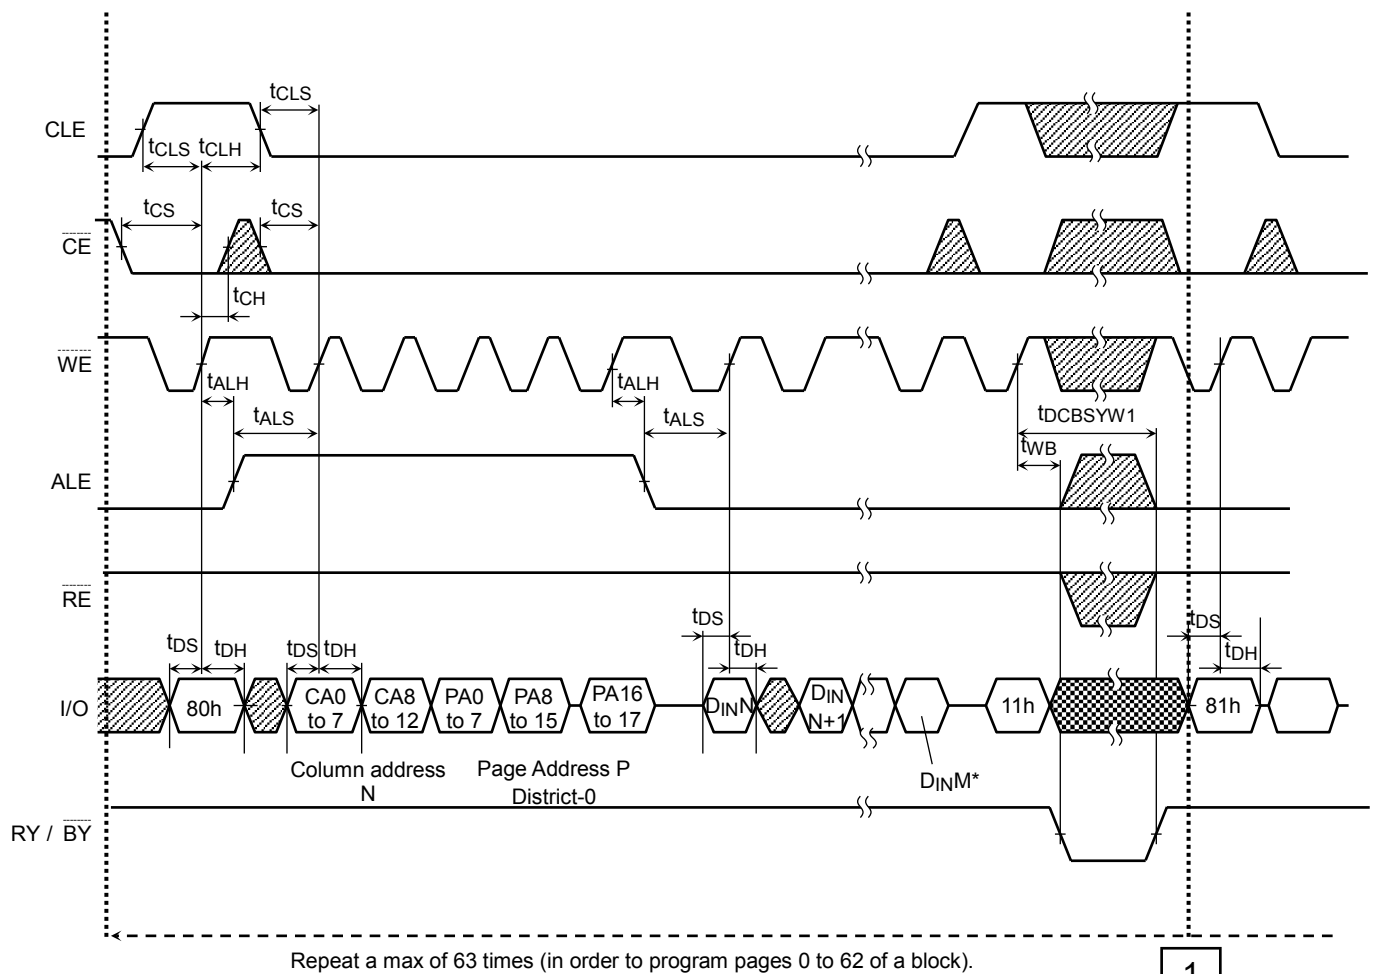 tCLS
CLE
tCLS tCLH
tCS tCS
CE
tCH
WE
tALH tALH
tALS tALS tDCBSYW1
tWB
ALE
RE
tDS tDH tDS tDH tDS tDH tDS tDH
I/O
80h
CA0 to 7
CA8 to 12
PA0 to 7
PA8 to 15
PA16 to 17
DINN
DIN N+1
11h
81h
Column address
N
Page Address P
District-0
DINM*
RY / BY
Repeat a max of 63 times (in order to program pages 0 to 62 of a block).
1